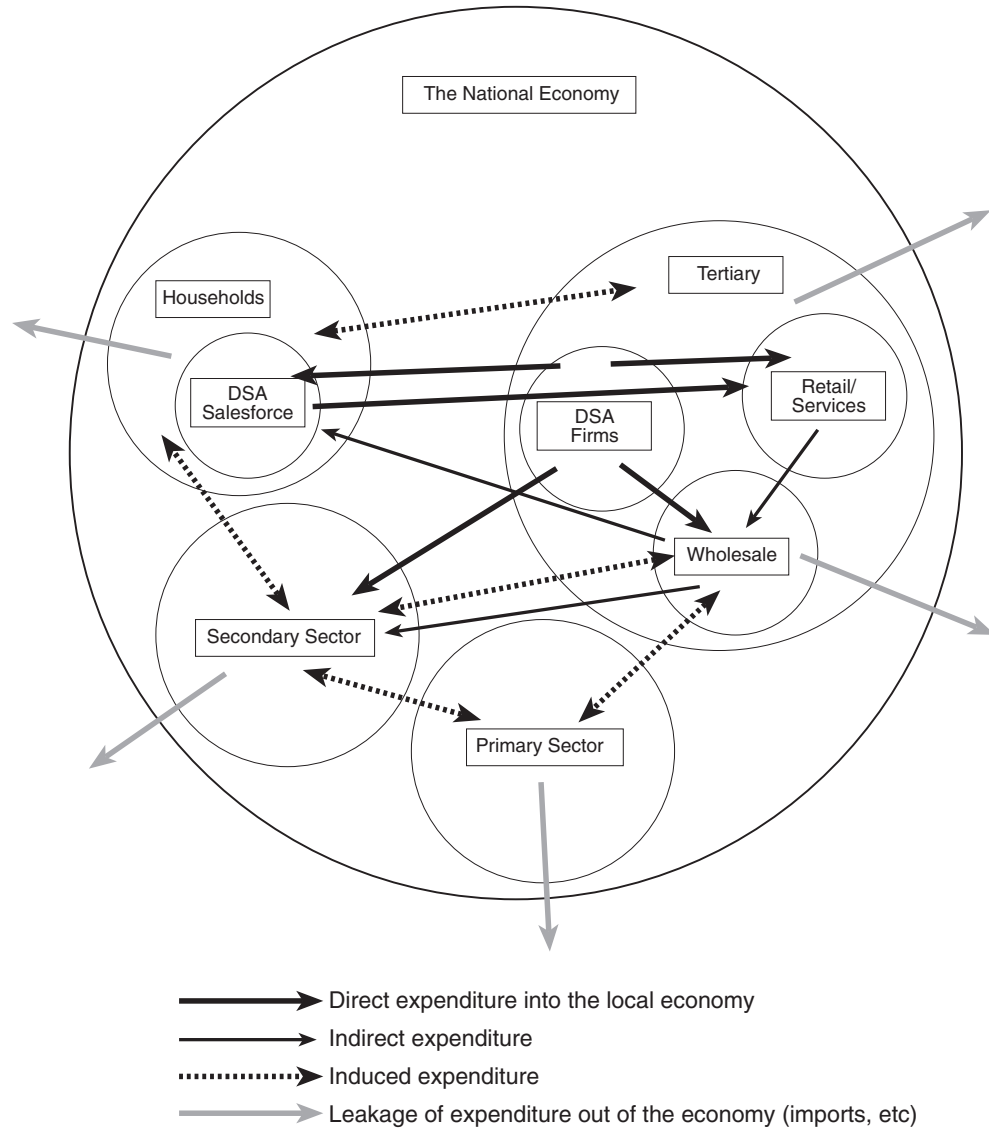 The National Economy
Tertiary
Households
Retail/
Services
DSA
Salesforce
DSA
Firms
Wholesale
Secondary Sector
Primary Sector
Direct expenditure into the local economy
Indirect expenditure
Induced expenditure
Leakage of expenditure out of the economy (imports, etc)